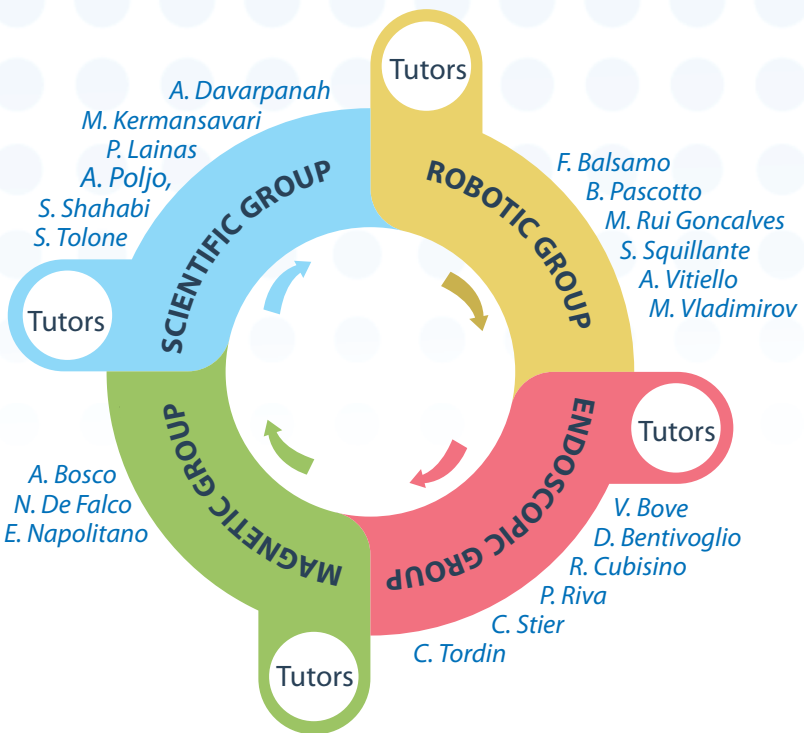 Tutors
A. Davarpanah
M. Kermansavari
P. Lainas
A. Poljo,
S. Shahabi
S. Tolone
SCIENTIFIC GROUP
Tutors
ROBOTIC GROUP
F. Balsamo
B. Pascotto
M. Rui Goncalves
S. Squillante
A. Vitiello
M. Vladimirov
Tutors
ENDOSCOPIC GROUP
V. Bove
D. Bentivoglio
R. Cubisino
P. Riva
C. Stier
C. Tordin
MAGNETIC GROUP
A. Bosco
N. De Falco
E. Napolitano
Tutors